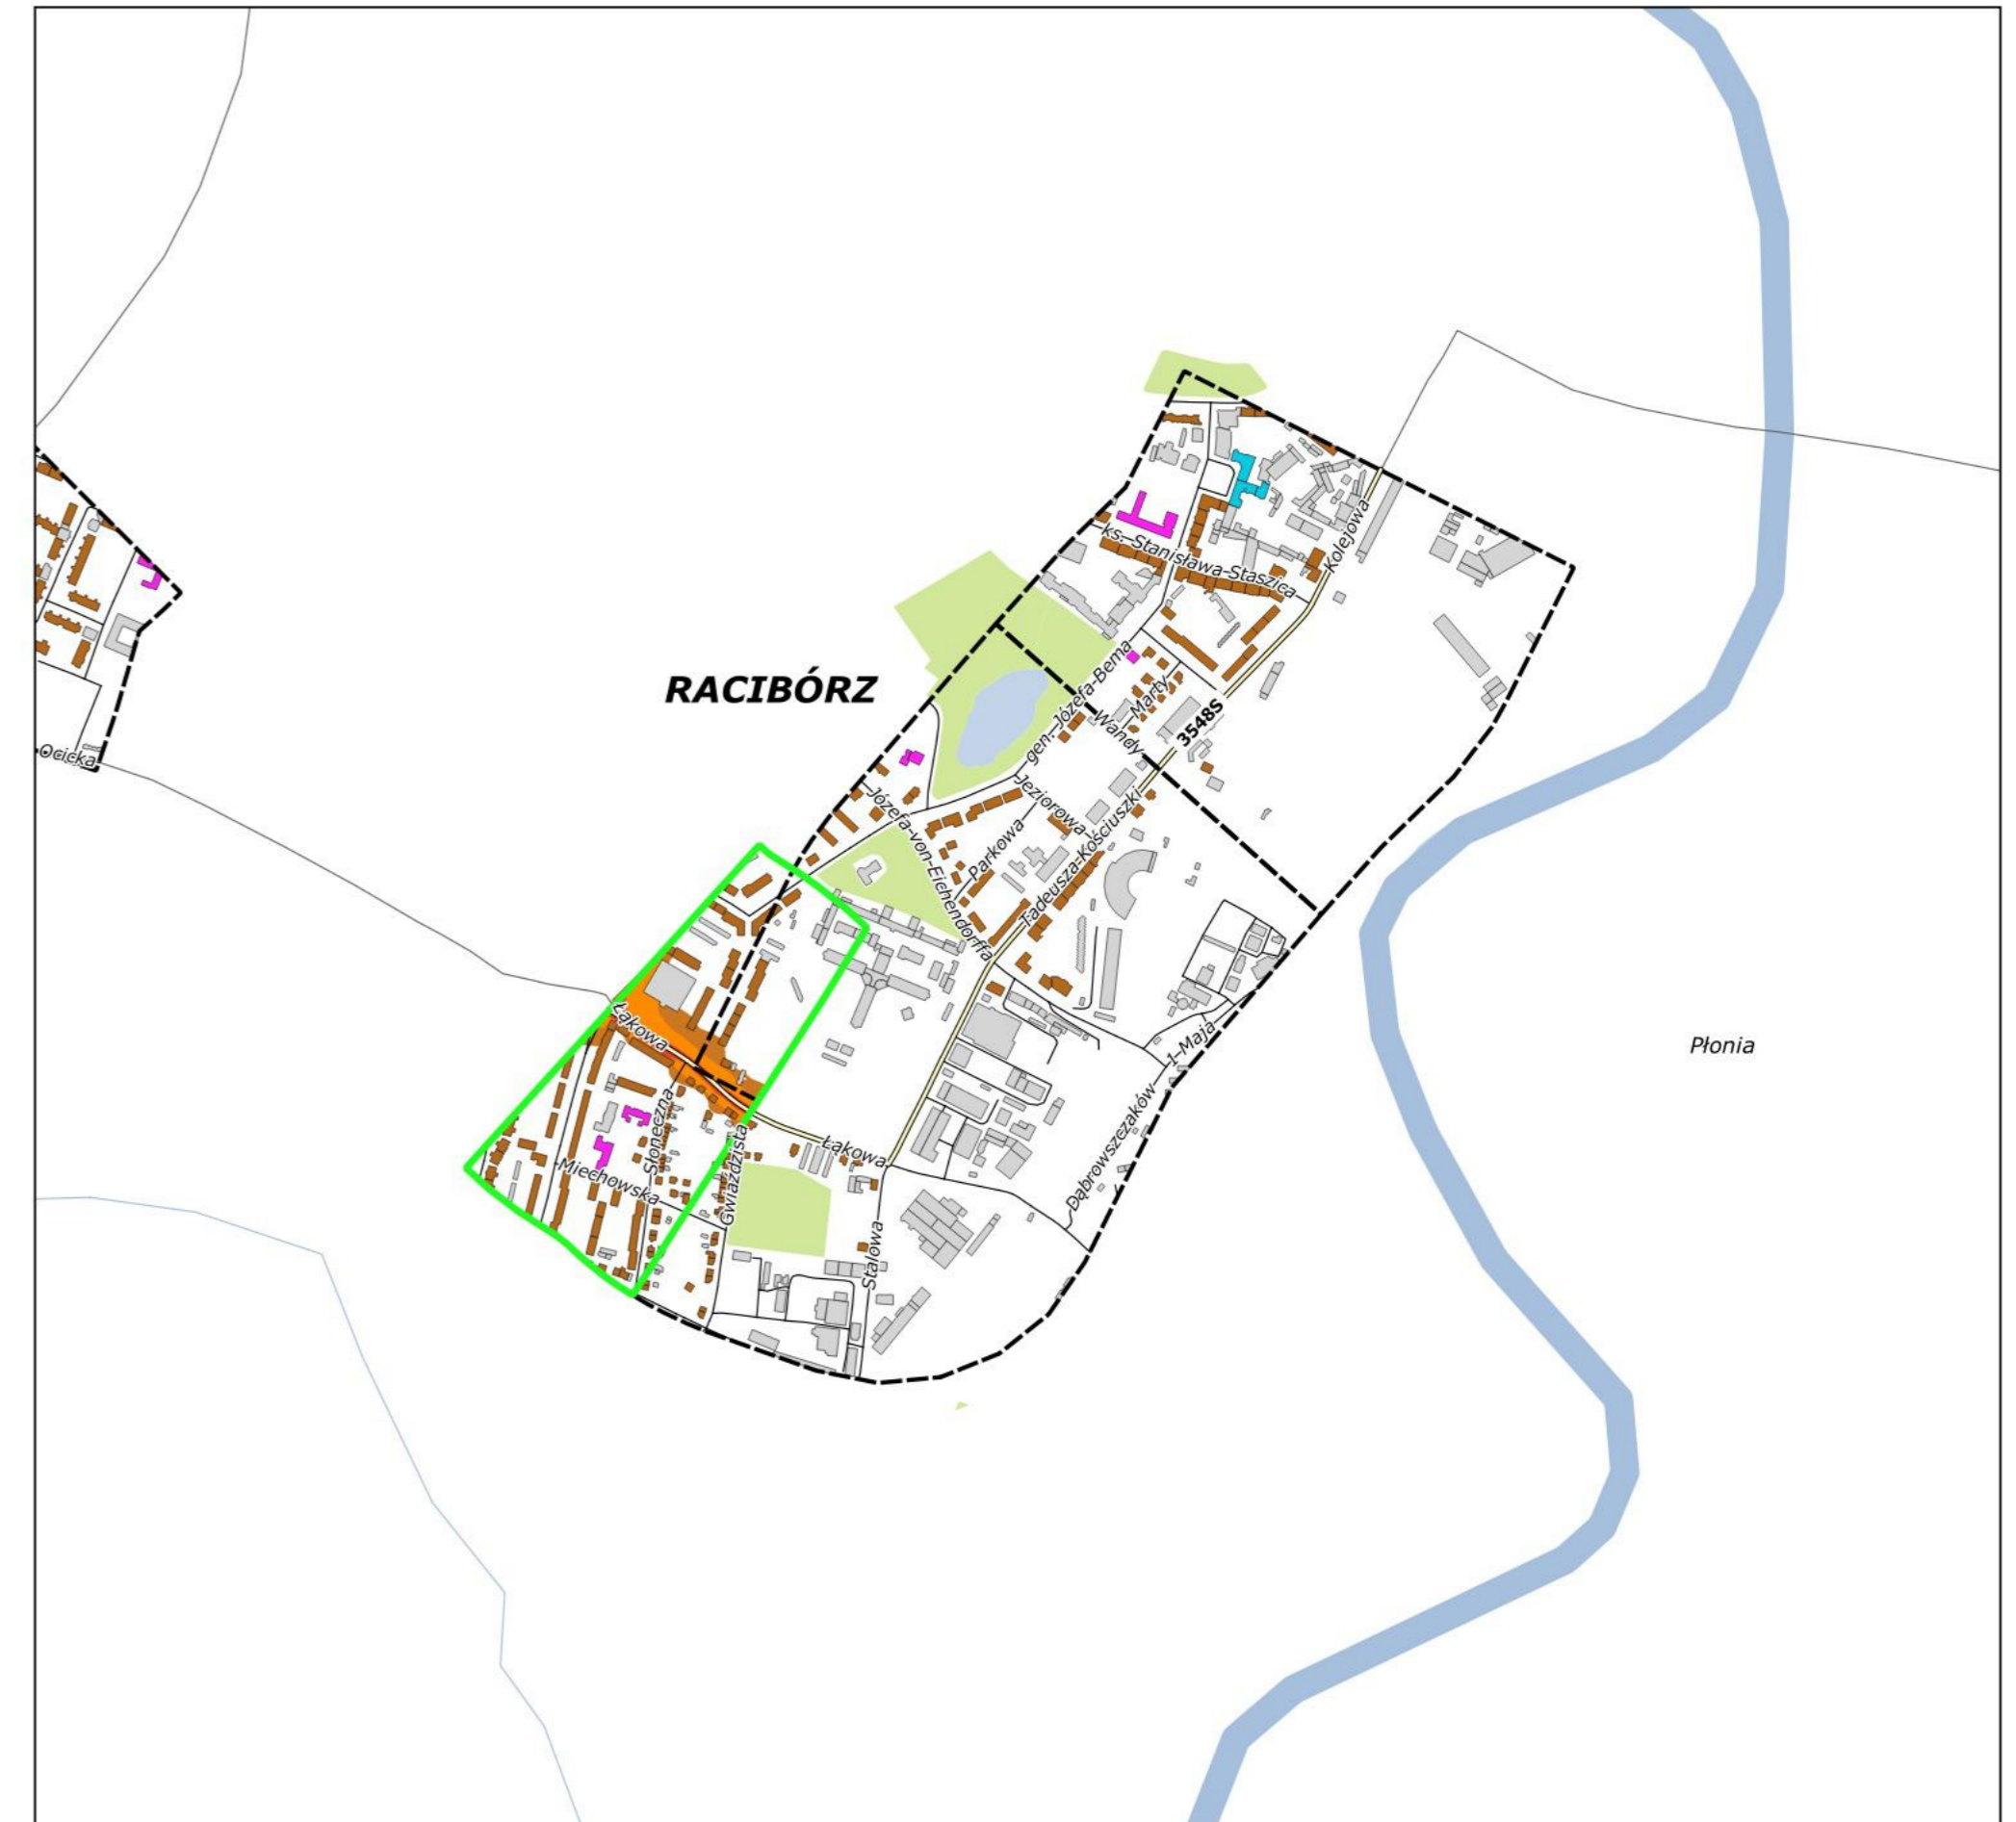 Kolejowa
ks. Stanisława Staszica
gen. Józefa Bema
Marty
RACIBÓRZ
3548S
Wandy
Ocicka
Jeziorowa
Józefa von Eichendorffa
Parkowa
Tadeusza Kościuszki
Łąkowa
1 Maja
Płonia
Słoneczna
Łąkowa
Dąbrowszczaków
Miechowska
Gwiaździsta
Stalowa